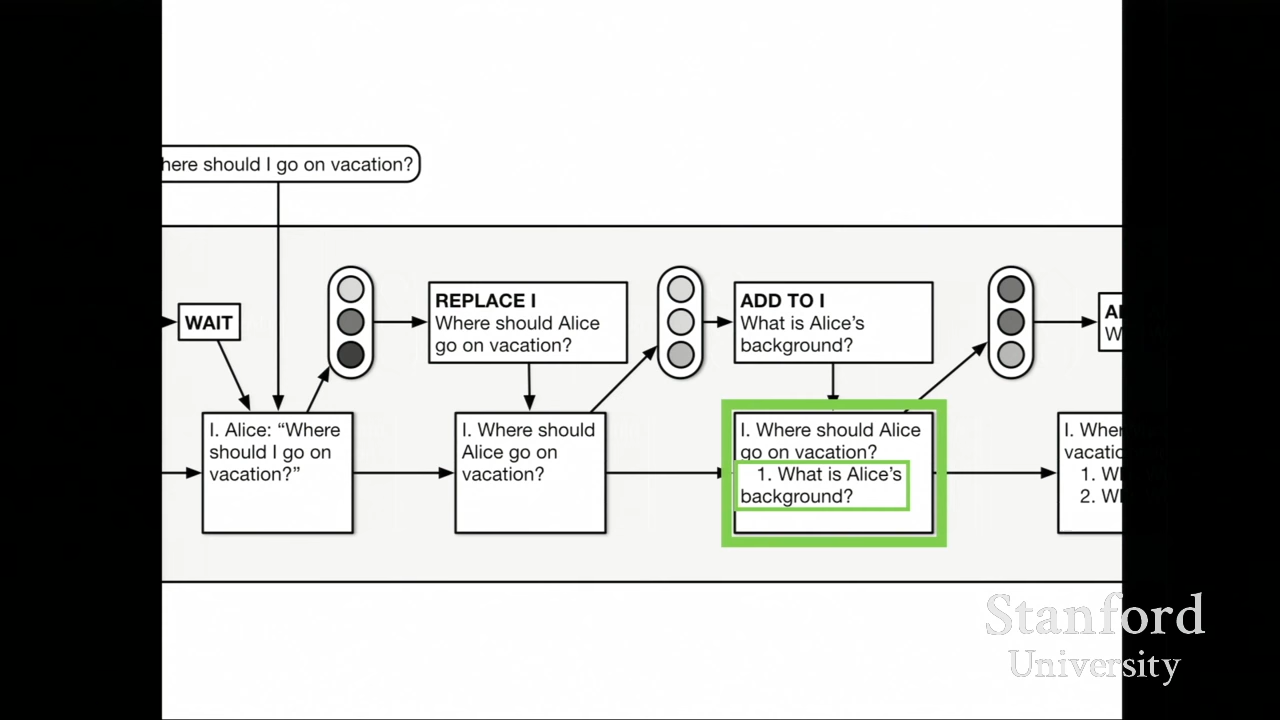 here should I go on vacation?
WAIT
REPLACE I
Where should Alice
go on vacation?
ADD TO I
What is Alice's
background?
I. Alice: “Where
should I go on
vacation?”
I. Where should
Alice go on
vacation?
I. Where should Alice
go on vacation?
1. What is Alice's
background?
I. Wher
vacatic
1. W
2. W
Stanford
University